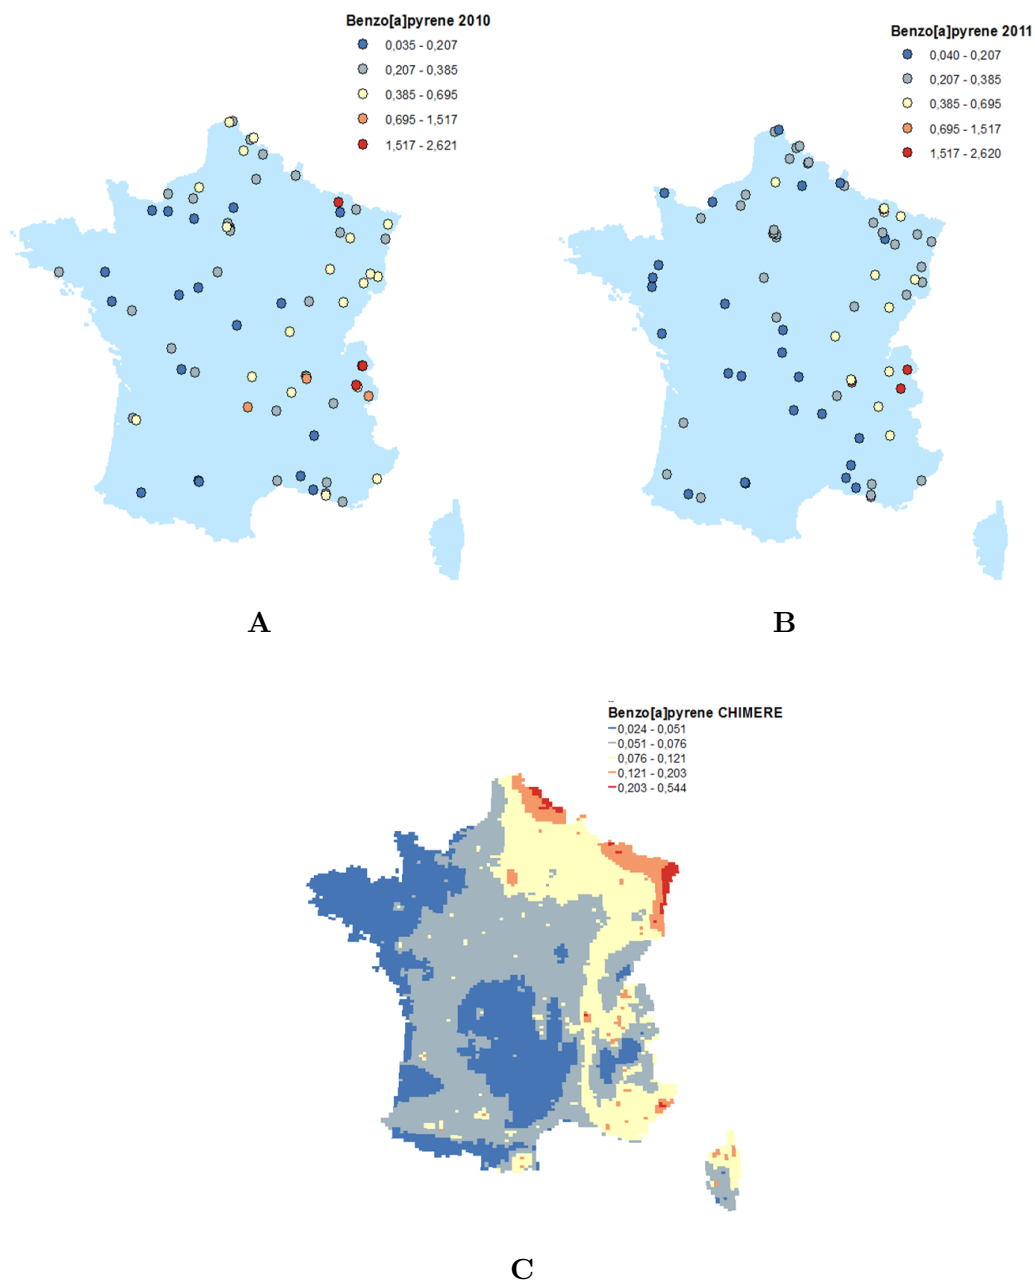 Benzo[a]pyrene 2010
0,035 - 0,207
0,207 - 0,385
0,385 - 0,695
0,695 - 1,517
1,517 - 2,621
Benzo[a]pyrene 2011
0,040 - 0,207
0,207 - 0,385
0,385 - 0,695
0,695 - 1,517
1,517 - 2,620
A
B
Benzo[a]pyrene CHIMERE
0,024 - 0,051
0,051 - 0,076
0,076 - 0,121
0,121 - 0,203
0,203 - 0,544
C